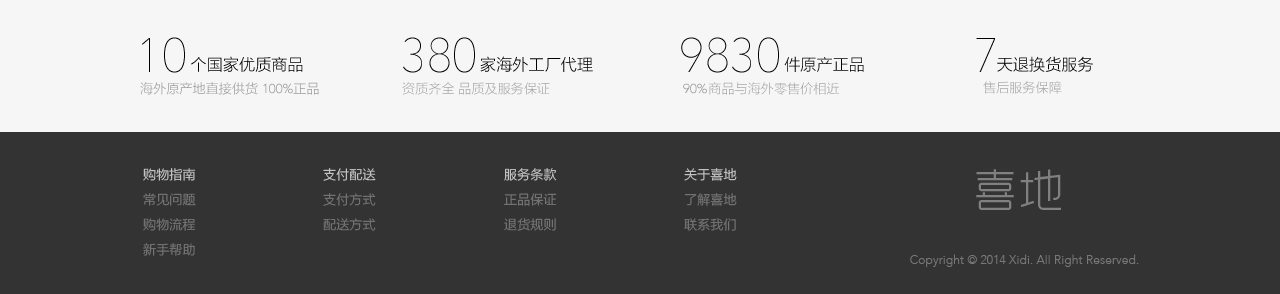 10个国家优质商品
海外原产地直接供货 100%正品
380家海外工厂代理
资质齐全 品质及服务保证
9830件原产正品
90%商品与海外零售价相近
7天退换货服务
售后服务保障
购物指南
常见问题
购物流程
新手帮助
支付配送
支付方式
配送方式
服务条款
正品保证
退货规则
关于喜地
了解喜地
联系我们
喜地
Copyright © 2014 Xidi. All Right Reserved.